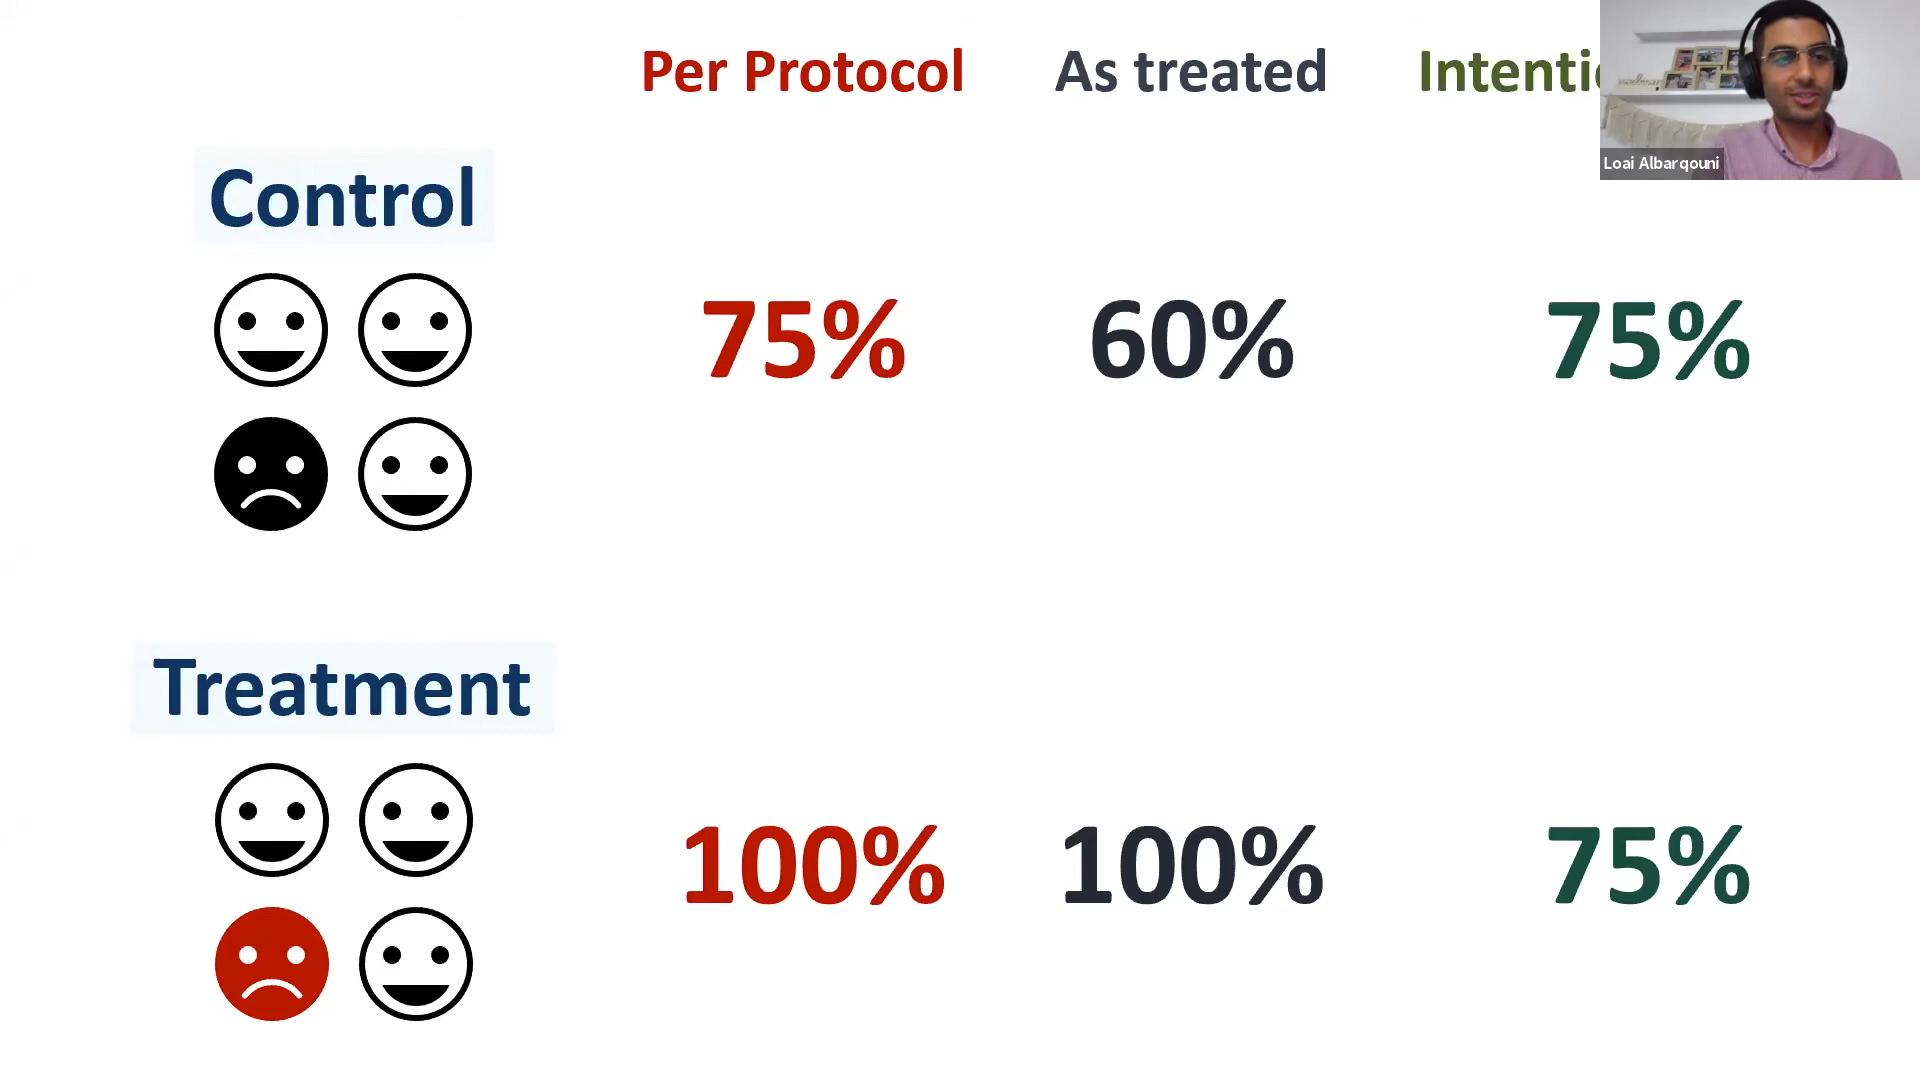 Per Protocol As treated Intenti
Loai Albarqouni
Control
75% 60% 75%
Treatment
100% 100% 75%